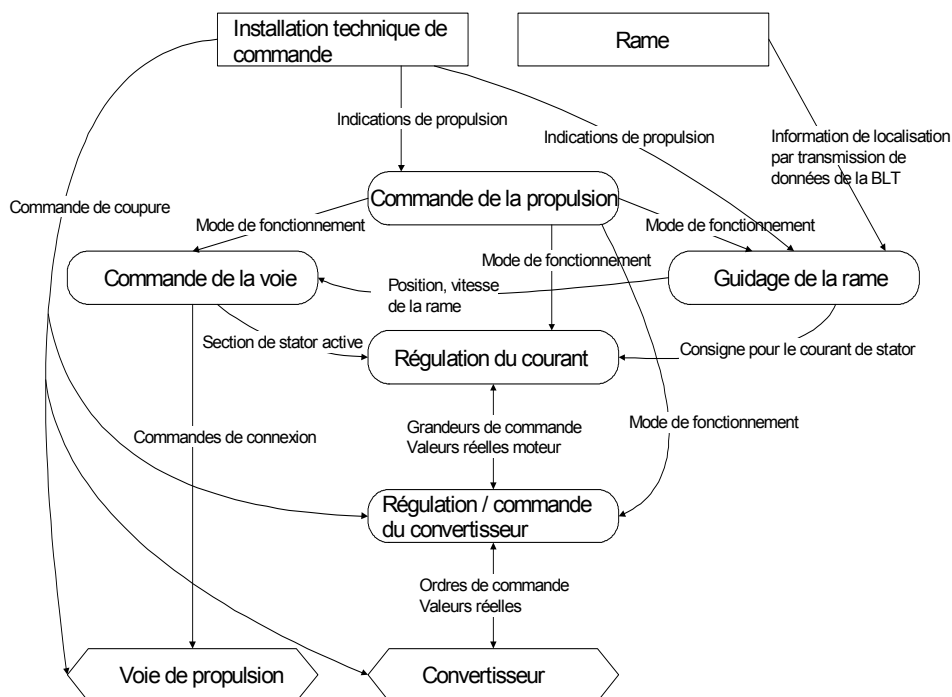 Installation technique de
commande
Rame
Indications de propulsion
Indications de propulsion
Information de localisation
par transmission de
données de la BLT
Commande de la propulsion
Commande de coupure
Mode de fonctionnement
Mode de fonctionnement
Mode de fonctionnement
Commande de la voie
Position, vitesse
de la rame
Guidage de la rame
Section de stator active
Régulation du courant
Consigne pour le courant de stator
Commandes de connexion
Grandeurs de commande
Valeurs réelles moteur
Mode de fonctionnement
Régulation / commande
du convertisseur
Ordres de commande
Valeurs réelles
Voie de propulsion
Convertisseur